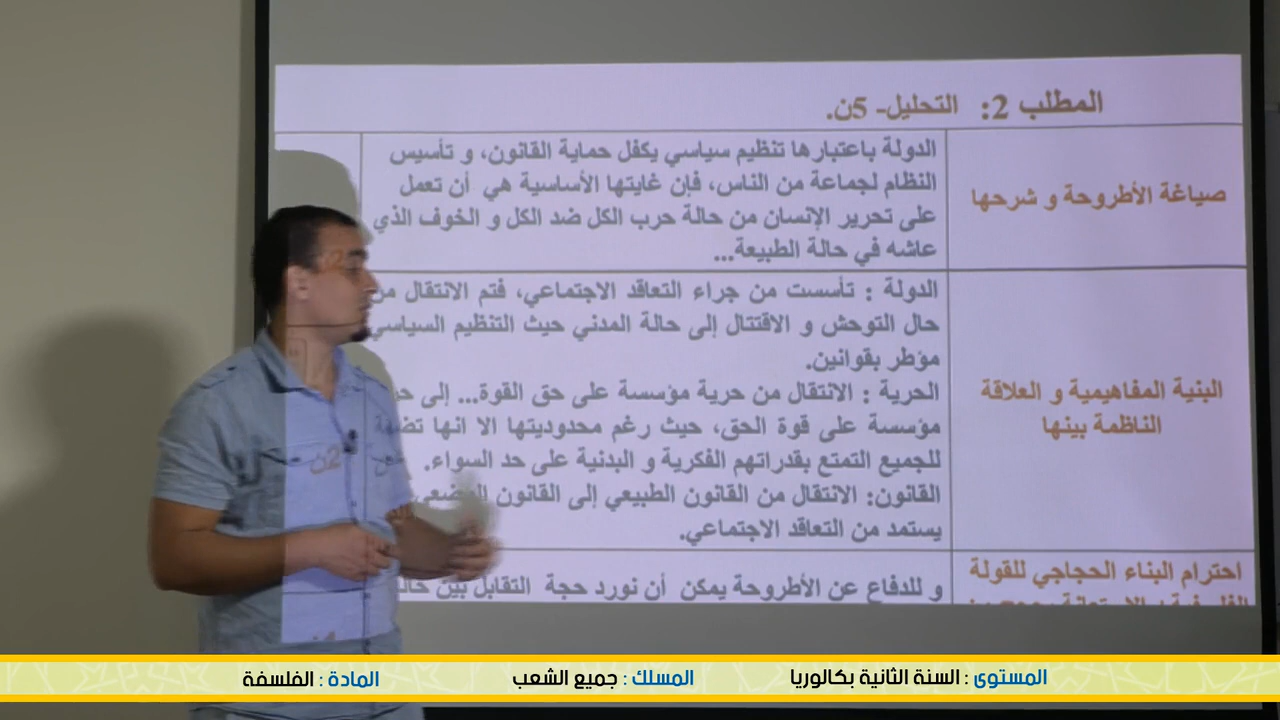 المطلب 2: التحليل- 5ن.
صياغة الأطروحة و شرحها
الدولة باعتبارها تنظيم سياسي يكفل حماية القانون، و تأسيس
النظام لجماعة من الناس، فإن غايتها الأساسية هي أن تعمل
على تحرير الإنسان من حالة حرب الكل ضد الكل و الخوف الذي
عاشه في حالة الطبيعة...
البنية المفاهيمية و العلاقة
الناظمة بينها
الدولة : تأسست من جراء التعاقد الاجتماعي، فتم الانتقال من
حال التوحش و الاقتتال إلى حالة المدني حيث التنظيم السياسي
مؤطر بقوانين.
الحرية : الانتقال من حرية مؤسسة على حق القوة... إلى
مؤسسة على قوة الحق، حيث رغم محدوديتها الا انها
للجميع التمتع بقدراتهم الفكرية و البدنية على حد السواء.
القانون: الانتقال من القانون الطبيعي إلى القانون
يستمد من التعاقد الاجتماعي.
احترام البناء الحجاجي للقولة
و للدفاع عن الأطروحة يمكن أن نورد حجة التقابل بين
ن2
المستوى : السنة الثانية بكالوريا
المسلك : جميع الشعب
المادة : الفلسفة